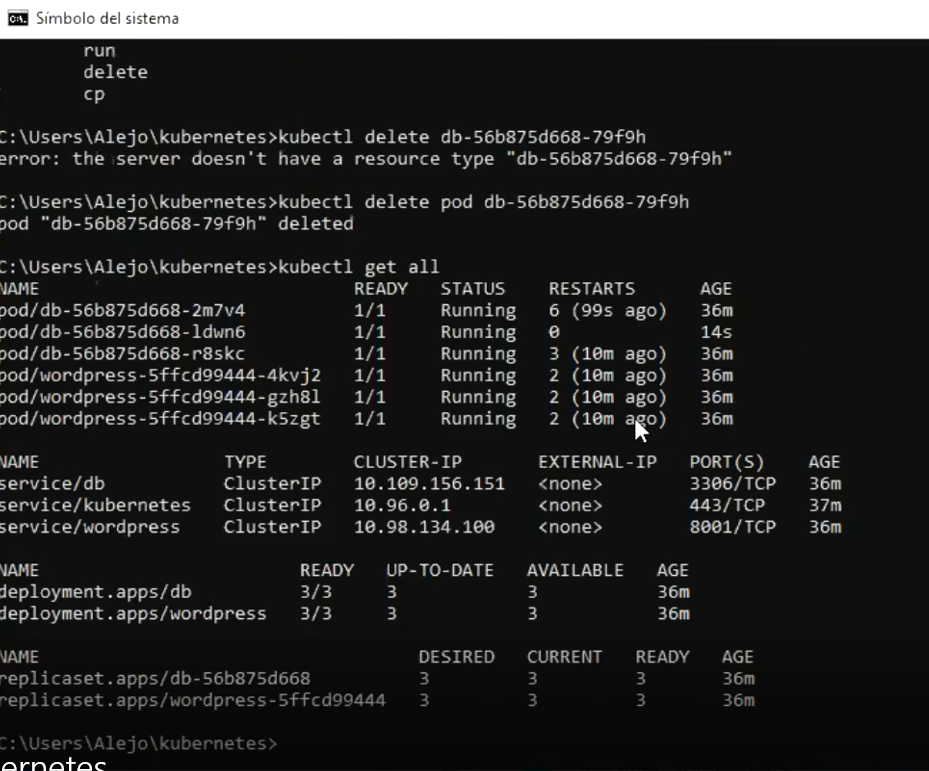 Símbolo del sistema
run
delete
cp
C:\Users\Alejo\kubernetes>kubectl delete db-56b875d668-79f9h
error: the server doesn't have a resource type "db-56b875d668-79f9h"
C:\Users\Alejo\kubernetes>kubectl delete pod db-56b875d668-79f9h
pod "db-56b875d668-79f9h" deleted
C:\Users\Alejo\kubernetes>kubectl get all
NAME READY STATUS RESTARTS AGE
pod/db-56b875d668-2m7v4 1/1 Running 6 (99s ago) 36m
pod/db-56b875d668-ldwn6 1/1 Running 0 14s
pod/db-56b875d668-r8skc 1/1 Running 3 (10m ago) 36m
pod/wordpress-5ffcd99444-4kvj2 1/1 Running 2 (10m ago) 36m
pod/wordpress-5ffcd99444-gzh8l 1/1 Running 2 (10m ago) 36m
pod/wordpress-5ffcd99444-k5zgt 1/1 Running 2 (10m ago) 36m
NAME TYPE CLUSTER-IP EXTERNAL-IP PORT(S) AGE
service/db ClusterIP 10.109.156.151 <none> 3306/TCP 36m
service/kubernetes ClusterIP 10.96.0.1 <none> 443/TCP 37m
service/wordpress ClusterIP 10.98.134.100 <none> 8001/TCP 36m
NAME READY UP-TO-DATE AVAILABLE AGE
deployment.apps/db 3/3 3 3 36m
deployment.apps/wordpress 3/3 3 3 36m
NAME DESIRED CURRENT READY AGE
replicaset.apps/db-56b875d668 3 3 3 36m
replicaset.apps/wordpress-5ffcd99444 3 3 3 36m
C:\Users\Alejo\kubernetes>
ernetes